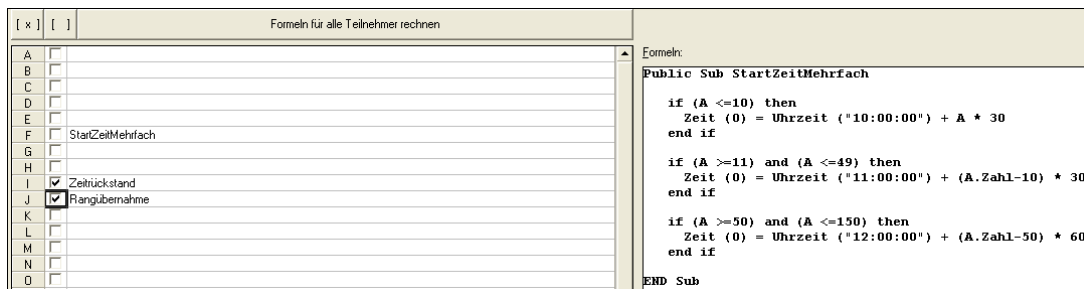 [ x ] [ ] Formeln für alle Teilnehmer rechnen
A
B
C
D
E
F StartZeitMehrfach
G
H
I Zeitrückstand
J Rangübernahme
K
L
M
N
O
Formeln:
Public Sub StartZeitMehrfach
if (A <=10) then
Zeit (0) = Uhrzeit ("10:00:00") + A * 30
end if
if (A >=11) and (A <=49) then
Zeit (0) = Uhrzeit ("11:00:00") + (A.Zahl-10) * 30
end if
if (A >=50) and (A <=150) then
Zeit (0) = Uhrzeit ("12:00:00") + (A.Zahl-50) * 60
end if
END Sub